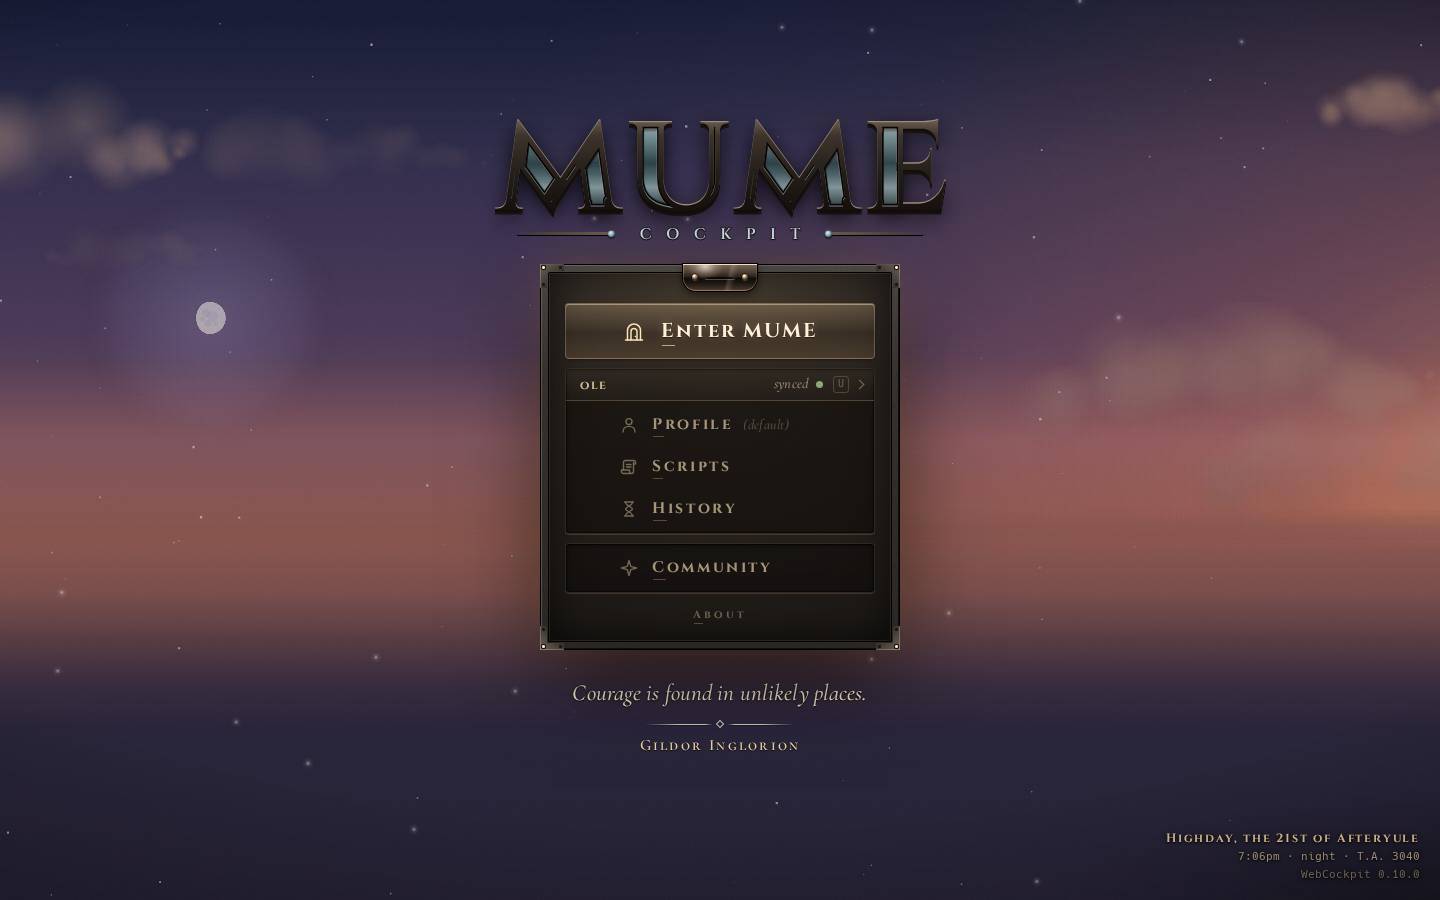 MUME
COCKPIT
Enter MUME
OLE
synced U
Profile (default)
Scripts
History
Community
About
Courage is found in unlikely places.
Gildor Inglorion
Highday, the 21st of Afteryule
7:06pm · night · T.A. 3040
WebCockpit 0.10.0